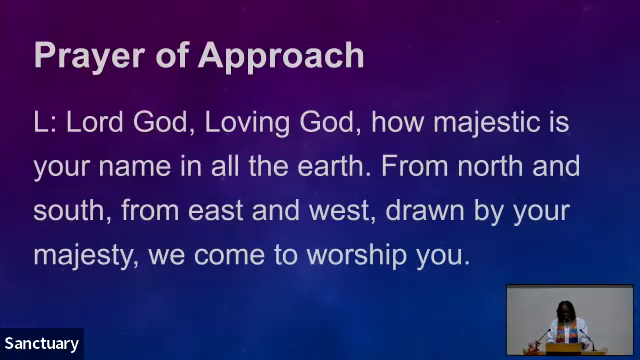 Prayer of Approach
L: Lord God, Loving God, how majestic is
your name in all the earth. From north and
south, from east and west, drawn by your
majesty, we come to worship you.
Sanctuary